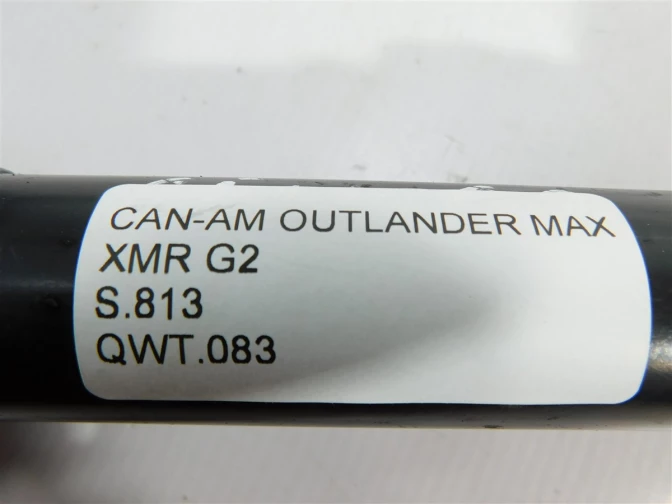 CAN-AM OUTLANDER MAX
XMR G2
S.813
QWT.083